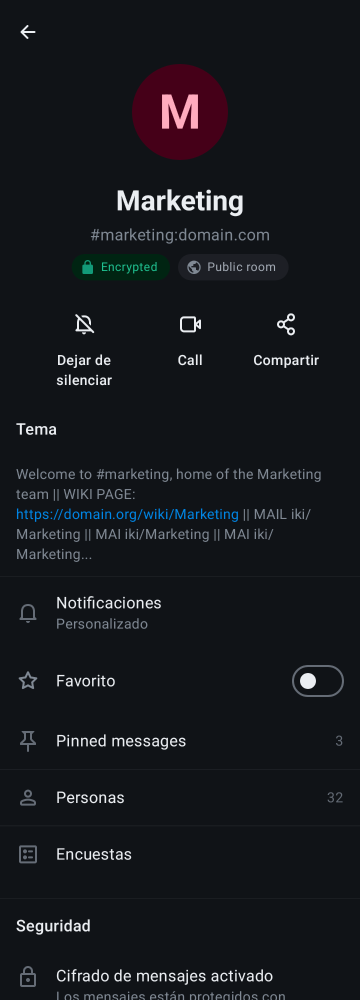 M
Marketing
#marketing:domain.com
Encrypted
Public room
Dejar de
silenciar
Call
Compartir
Tema
Welcome to #marketing, home of the Marketing
team || WIKI PAGE:
https://domain.org/wiki/Marketing || MAIL iki/
Marketing || MAI iki/Marketing || MAI iki/
Marketing...
Notificaciones
Personalizado
Favorito
Pinned messages
3
Personas
32
Encuestas
Seguridad
Cifrado de mensajes activado
Los mensajes están protegidos con